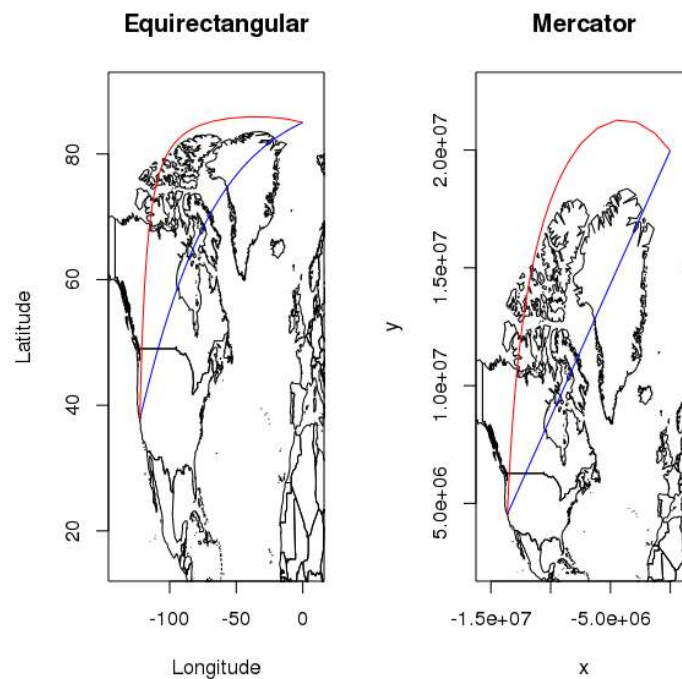 Equirectangular
Latitude
80
60
40
20
-100 -50 0
Longitude
Mercator
y
2.0e+07
1.5e+07
1.0e+07
5.0e+06
-1.5e+07 -5.0e+06
x